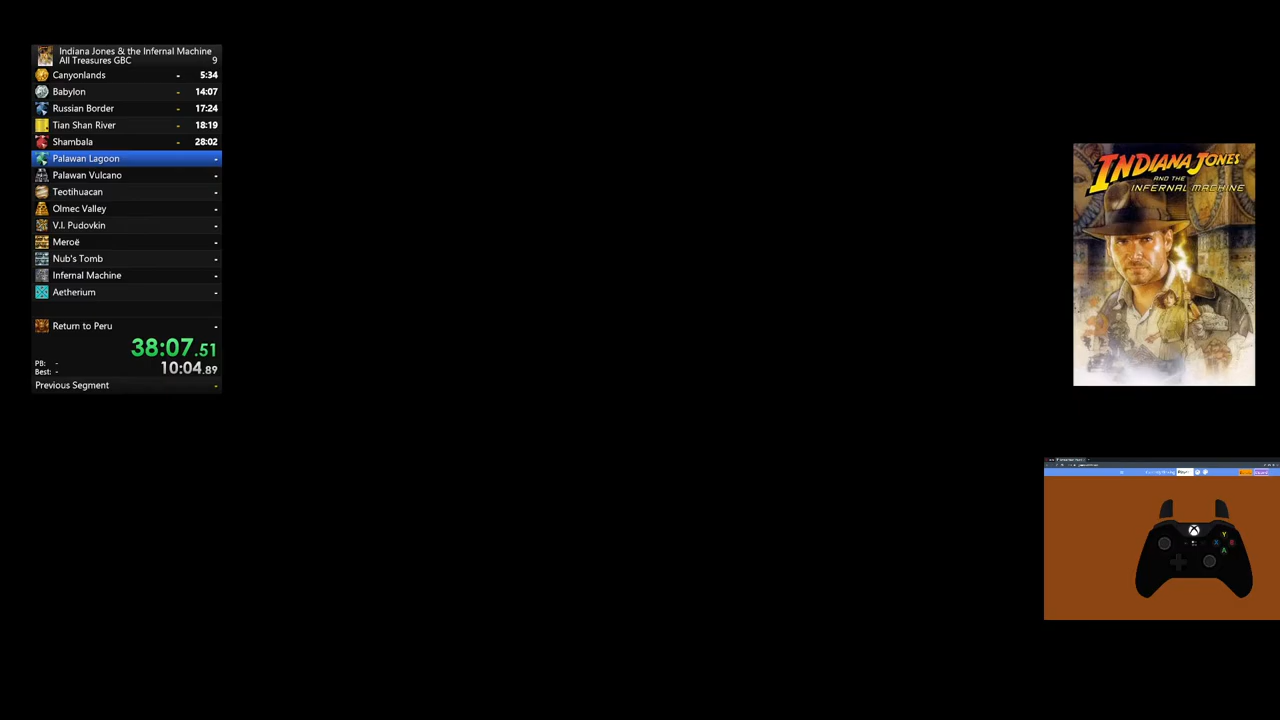 Indiana Jones & the Infernal Machine
All Treasures GBC 9
Canyonlands - 5:34
Babylon - 14:07
Russian Border - 17:24
Tian Shan River - 18:19
Shambala - 28:02
Palawan Lagoon -
Palawan Vulcano -
Teotihuacan -
Olmec Valley -
V.I. Pudovkin -
Meroë -
Nub's Tomb -
Infernal Machine -
Aetherium -
Return to Peru -
38:07.51
PB: -
Best: - 10:04.89
Previous Segment -
INDIANA JONES
AND THE
INFERNAL MACHINE
Y
X B
A